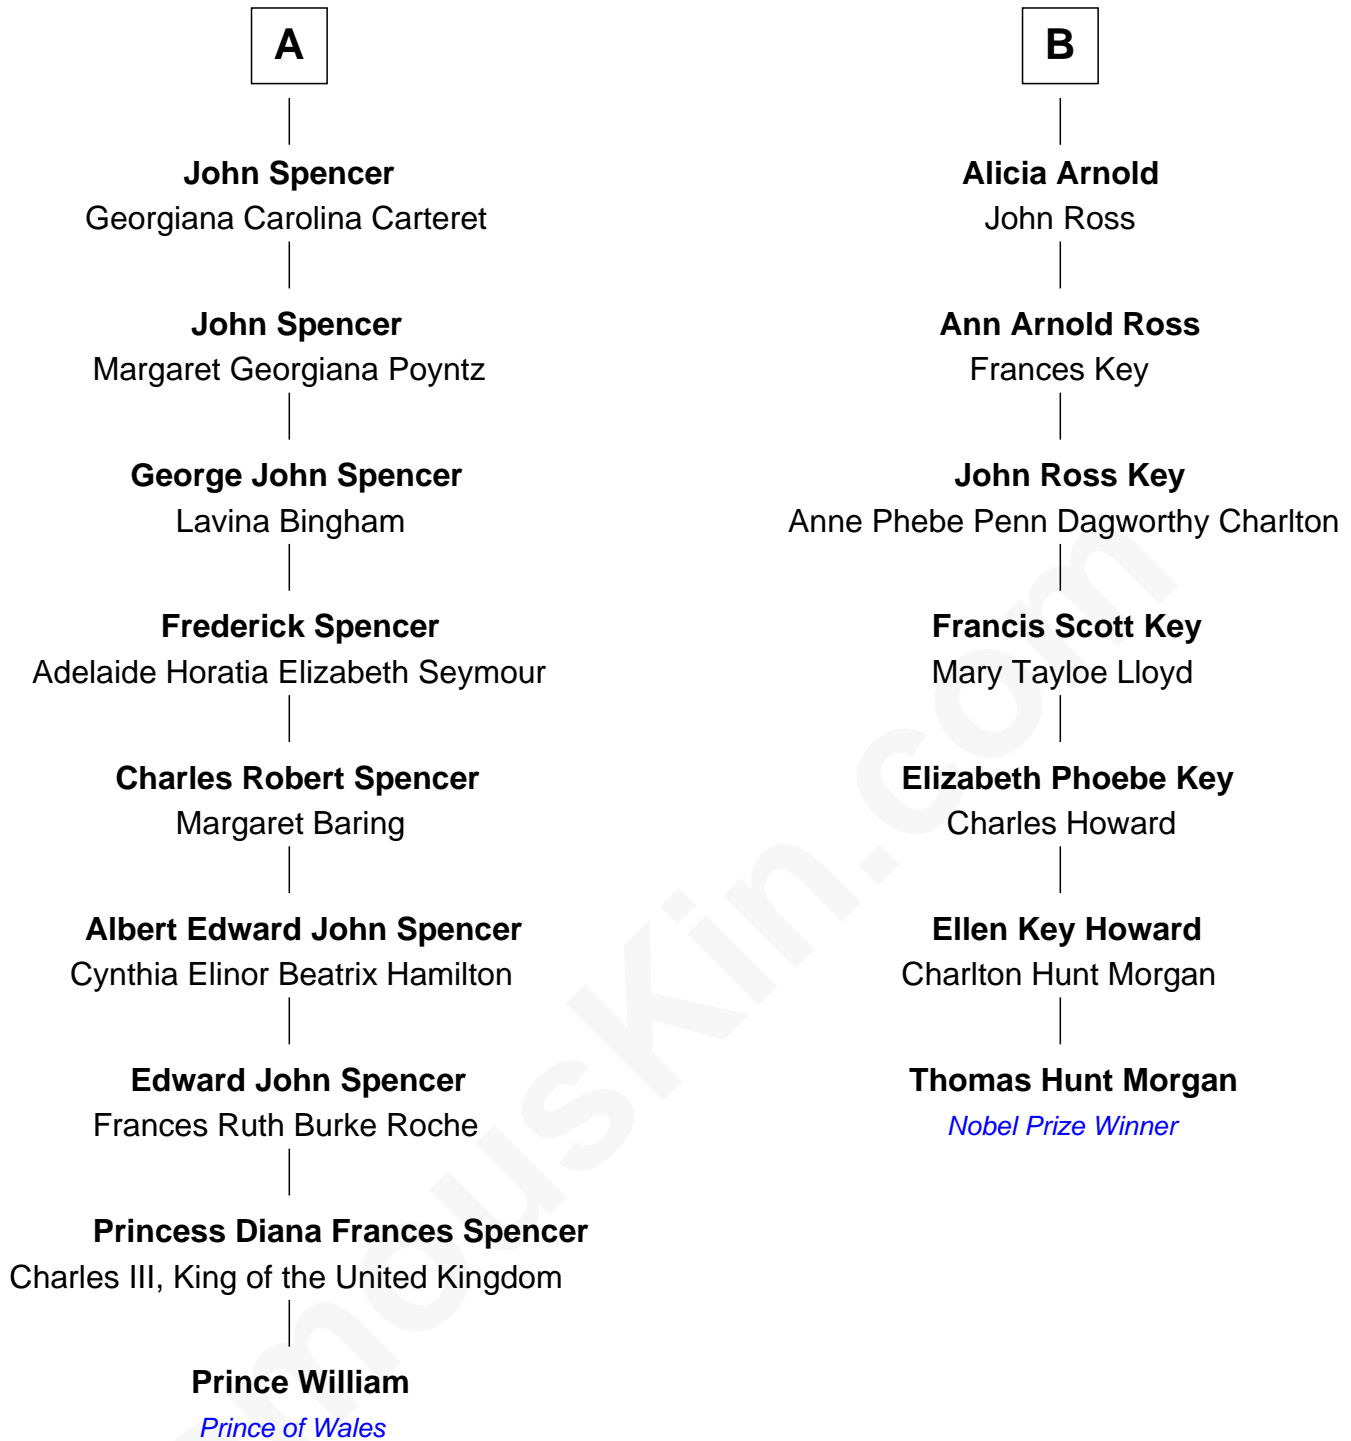 A
John Spencer
Georgiana Carolina Carteret
John Spencer
Margaret Georgiana Poyntz
George John Spencer
Lavina Bingham
Frederick Spencer
Adelaide Horatia Elizabeth Seymour
Charles Robert Spencer
Margaret Baring
Albert Edward John Spencer
Cynthia Elinor Beatrix Hamilton
Edward John Spencer
Frances Ruth Burke Roche
Princess Diana Frances Spencer
Charles III, King of the United Kingdom
Prince William
Prince of Wales
B
Alicia Arnold
John Ross
Ann Arnold Ross
Frances Key
John Ross Key
Anne Phebe Penn Dagworthy Charlton
Francis Scott Key
Mary Tayloe Lloyd
Elizabeth Phoebe Key
Charles Howard
Ellen Key Howard
Charlton Hunt Morgan
Thomas Hunt Morgan
Nobel Prize Winner
mousKin.com